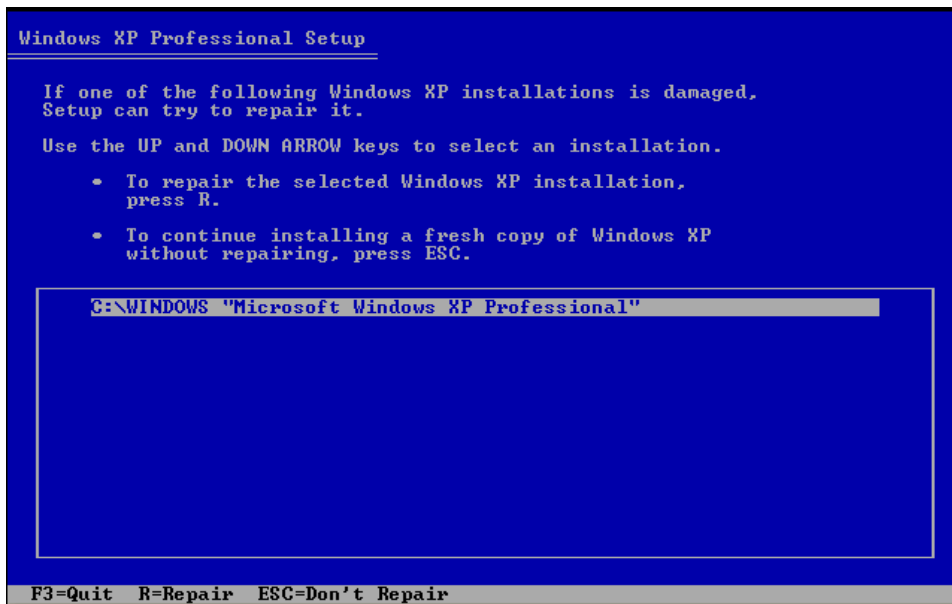 Windows XP Professional Setup
If one of the following Windows XP installations is damaged,
Setup can try to repair it.
Use the UP and DOWN ARROW keys to select an installation.
• To repair the selected Windows XP installation,
press R.
• To continue installing a fresh copy of Windows XP
without repairing, press ESC.
C:\WINDOWS "Microsoft Windows XP Professional"
F3=Quit R=Repair ESC=Don't Repair